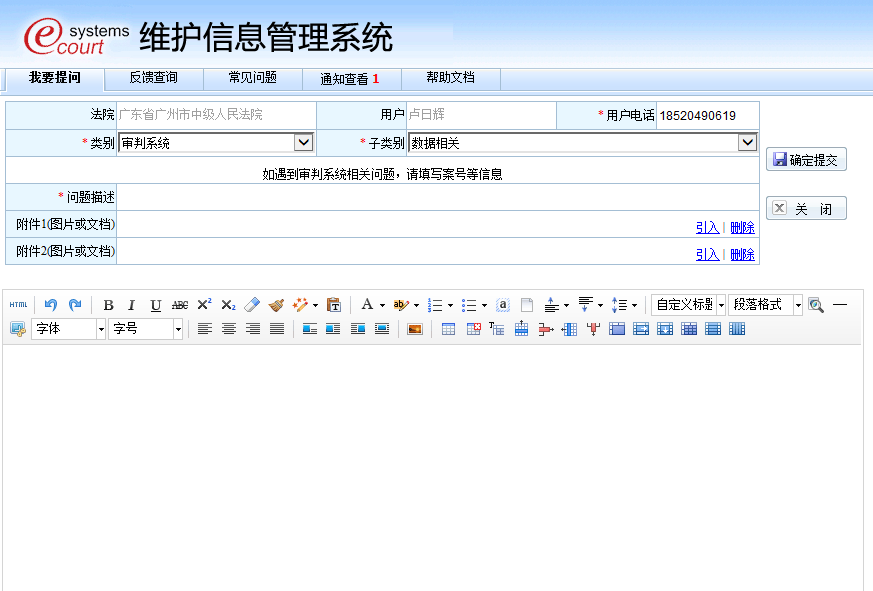 e systems court 维护信息管理系统
我要提问 反馈查询 常见问题 通知查看 1 帮助文档
法院 广东省广州市中级人民法院 用户 卢日辉 * 用户电话 18520490619
* 类别 审判系统 * 子类别 数据相关
确定提交
如遇到审判系统相关问题，请填写案号等信息
* 问题描述
关 闭
附件1(图片或文档) 引入 | 删除
附件2(图片或文档) 引入 | 删除
HTML B I U ABC X² X₂ T A ab a 自定义标题 段落格式
字体 字号